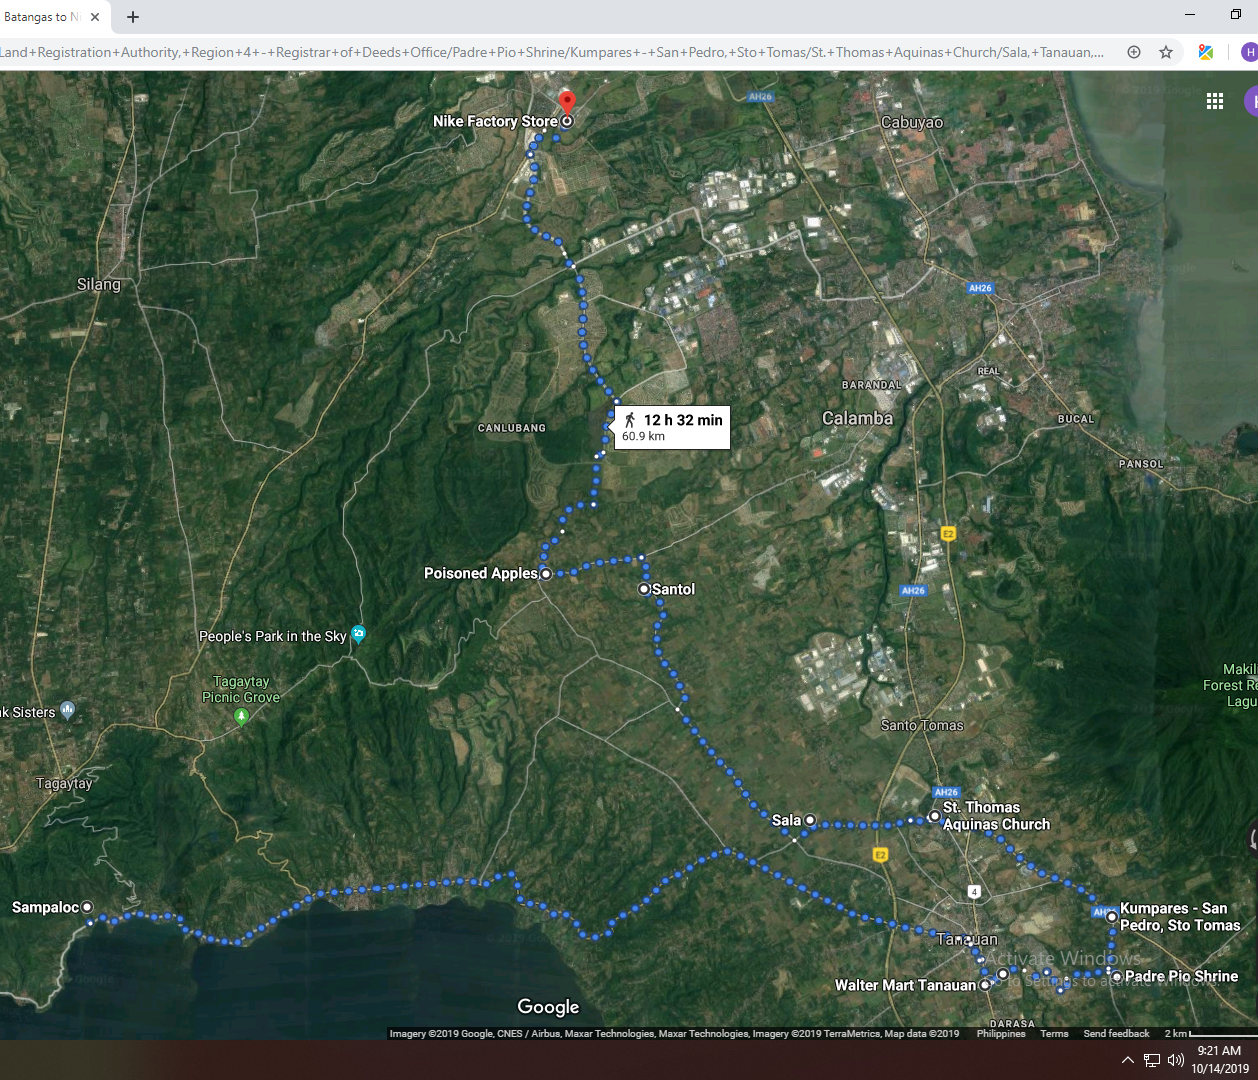 Batangas to Ni
Land+Registration+Authority,+Region+4+-+Registrar+of+Deeds+Office/Padre+Pio+Shrine/Kumpares+-+San+Pedro,+Sto+Tomas/St.+Thomas+Aquinas+Church/Sala,+Tanauan,...
H
AH26
© 2019 Google
Nike Factory Store
Cabuyao
Silang
AH26
REAL
BARANDAL
12 h 32 min
60.9 km
Calamba
BUCAL
CANLUBANG
PANSOL
E2
Poisoned Apples
Santol
AH26
People's Park in the Sky
Tagaytay
Picnic Grove
Makil
Forest Re
Lagu
k Sisters
Santo Tomas
Tagaytay
AH26
St. Thomas
Aquinas Church
Sala
E2
4
Sampaloc
AH26
Kumpares - San
Pedro, Sto Tomas
Tanauan
Activate Windows
Go to Settings to activate Windows.
Padre Pio Shrine
Walter Mart Tanauan
Google
DARASA
Imagery ©2019 Google, CNES / Airbus, Maxar Technologies, Maxar Technologies, Imagery ©2019 TerraMetrics, Map data ©2019 Philippines Terms Send feedback 2 km
9:21 AM
10/14/2019